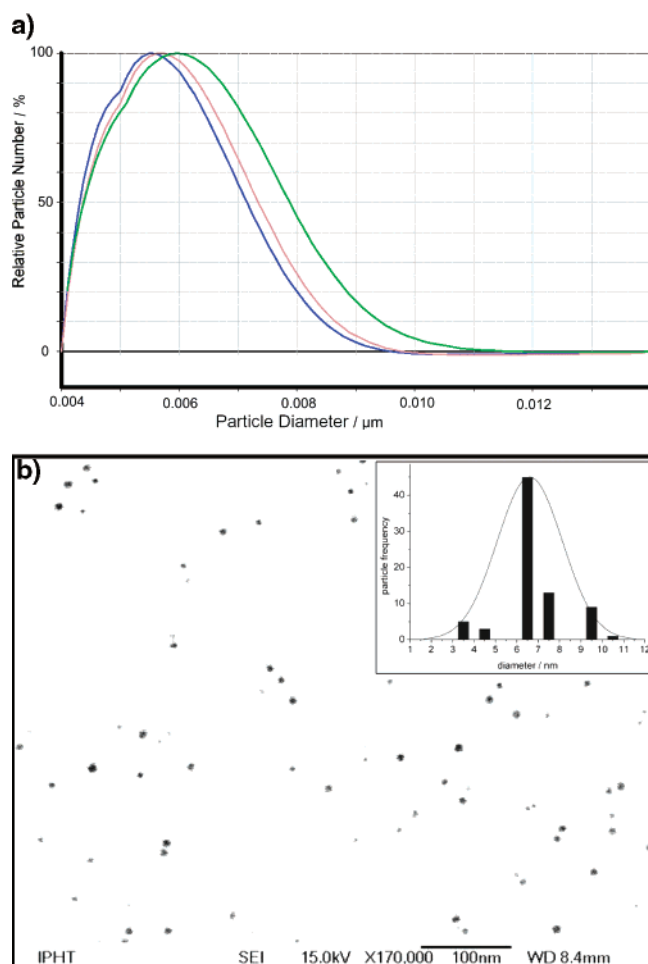 a)
100
50
0
Relative Particle Number / %
0.004 0.006 0.008 0.010 0.012
Particle Diameter / µm
b)
40
30
20
10
0
particle frequency
1 2 3 4 5 6 7 8 9 10 11 12
diameter / nm
IPHT SEI 15.0kV X170,000 100nm WD 8.4mm